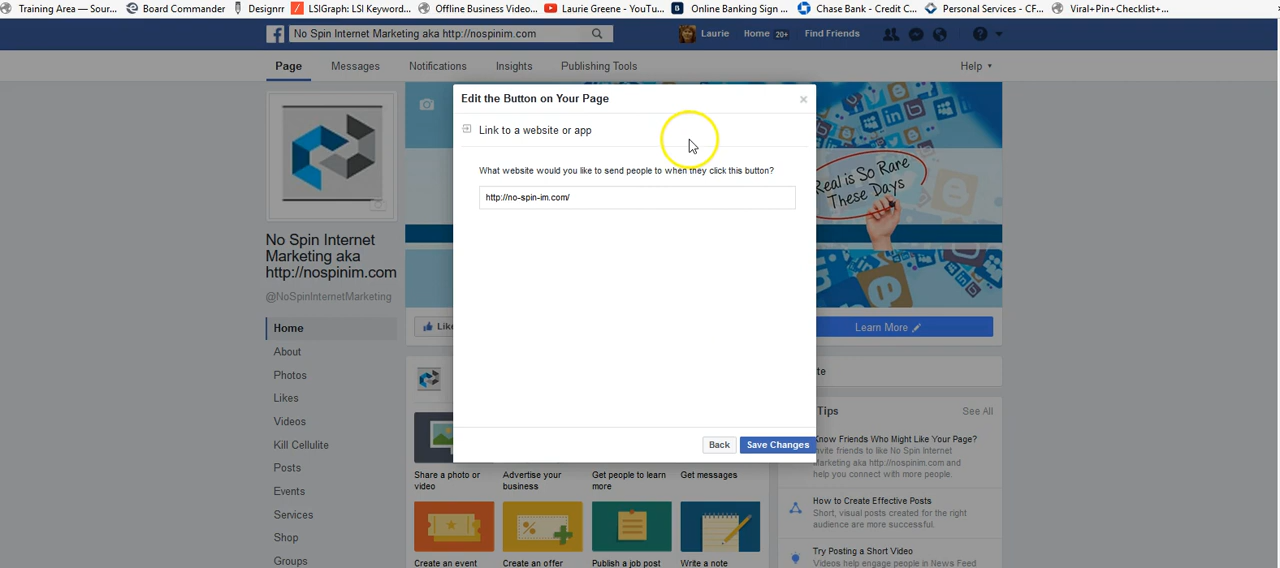 Training Area — Sour...
Board Commander
Designrr
LSIGraph: LSI Keyword...
Offline Business Video...
Laurie Greene - YouTu...
Online Banking Sign ...
Chase Bank - Credit C...
Personal Services - CF...
Viral+Pin+Checklist+...
No Spin Internet Marketing aka http://nospinim.com
Laurie
Home 20+
Find Friends
Page
Messages
Notifications
Insights
Publishing Tools
Help
Edit the Button on Your Page
×
Link to a website or app
What website would you like to send people to when they click this button?
http://no-spin-im.com/
Back
Save Changes
No Spin Internet
Marketing aka
http://nospinim.com
@NoSpinInternetMarketing
Home
About
Photos
Likes
Videos
Kill Cellulite
Posts
Events
Services
Shop
Groups
Real is So Rare
These Days
Lik
Learn More
te
Share a photo or
video
Advertise your
business
Get people to learn
more
Get messages
Create an event
Create an offer
Publish a job post
Write a note
Tips
See All
Know Friends Who Might Like Your Page?
Invite friends to like No Spin Internet
Marketing aka http://nospinim.com and
help you connect with more people.
How to Create Effective Posts
Short, visual posts created for the right
audience are more successful.
Try Posting a Short Video
Videos help engage people in News Feed